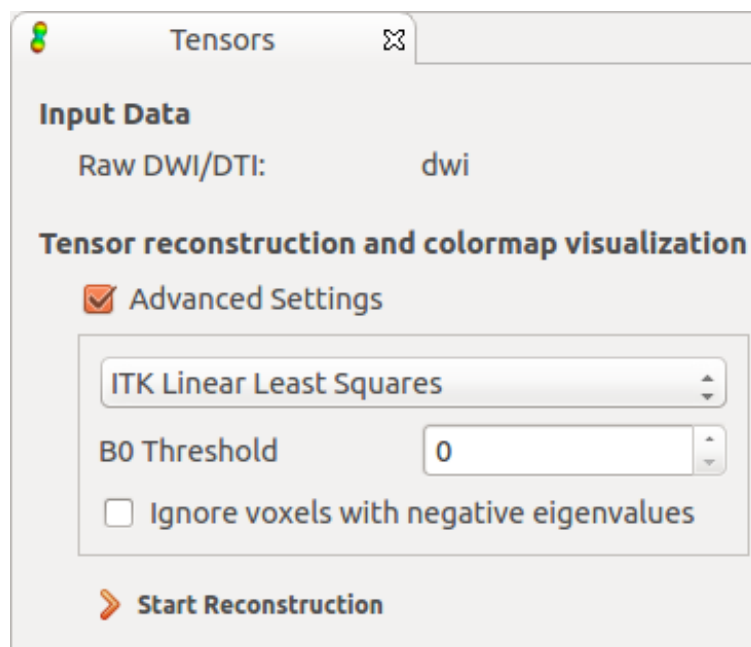 Tensors
Input Data
Raw DWI/DTI: dwi
Tensor reconstruction and colormap visualization
Advanced Settings
ITK Linear Least Squares
B0 Threshold 0
Ignore voxels with negative eigenvalues
Start Reconstruction